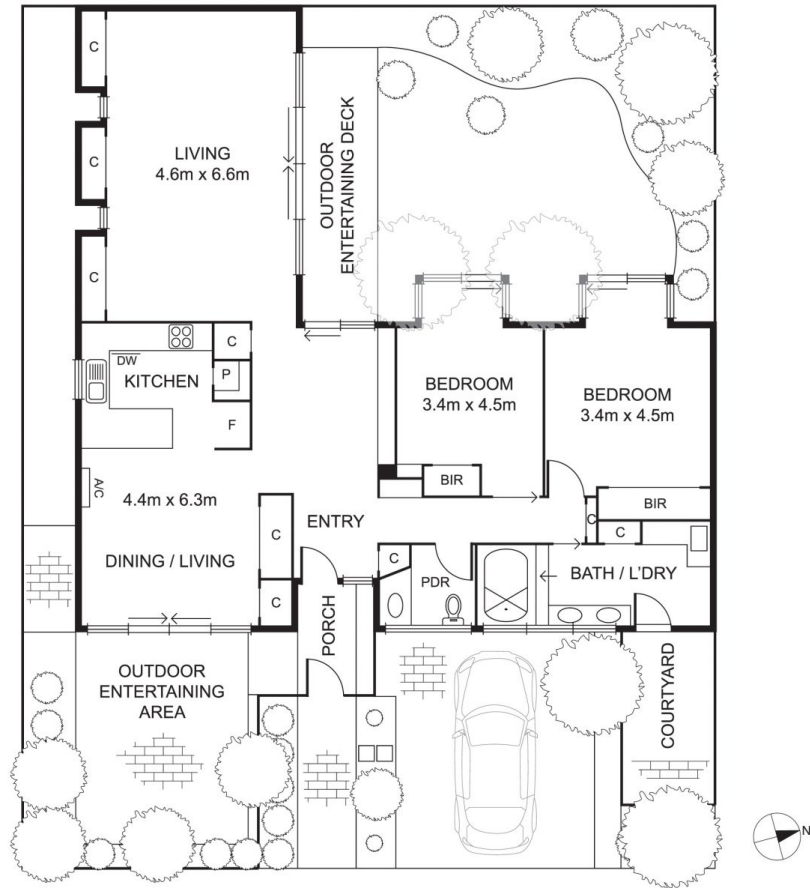 C
LIVING
4.6m x 6.6m
C
C
OUTDOOR
ENTERTAINING DECK
DW
KITCHEN
C
P
F
A/C
4.4m x 6.3m
DINING / LIVING
C
C
ENTRY
BEDROOM
3.4m x 4.5m
BIR
BEDROOM
3.4m x 4.5m
BIR
C
C
C
PDR
BATH / L'DRY
PORCH
OUTDOOR
ENTERTAINING
AREA
COURTYARD
N